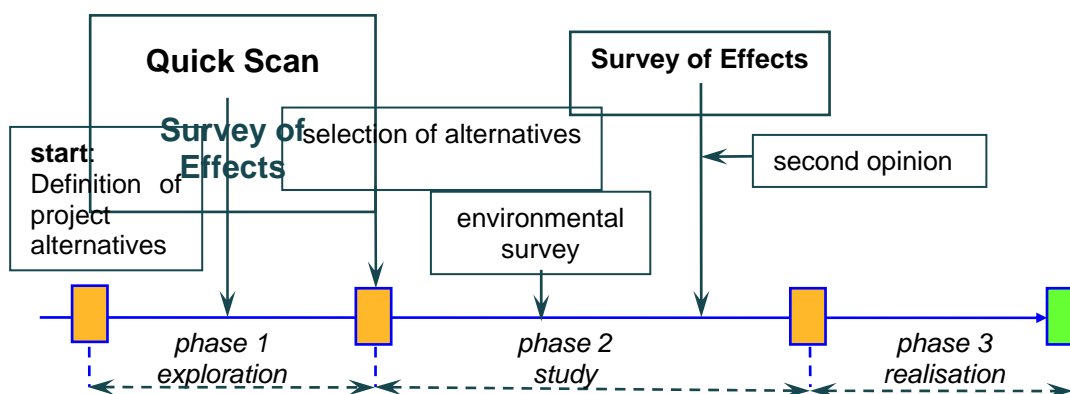 Quick Scan
Survey of
Effects
start:
Definition of
project
alternatives
selection of alternatives
Survey of Effects
second opinion
environmental
survey
phase 1
exploration
phase 2
study
phase 3
realisation